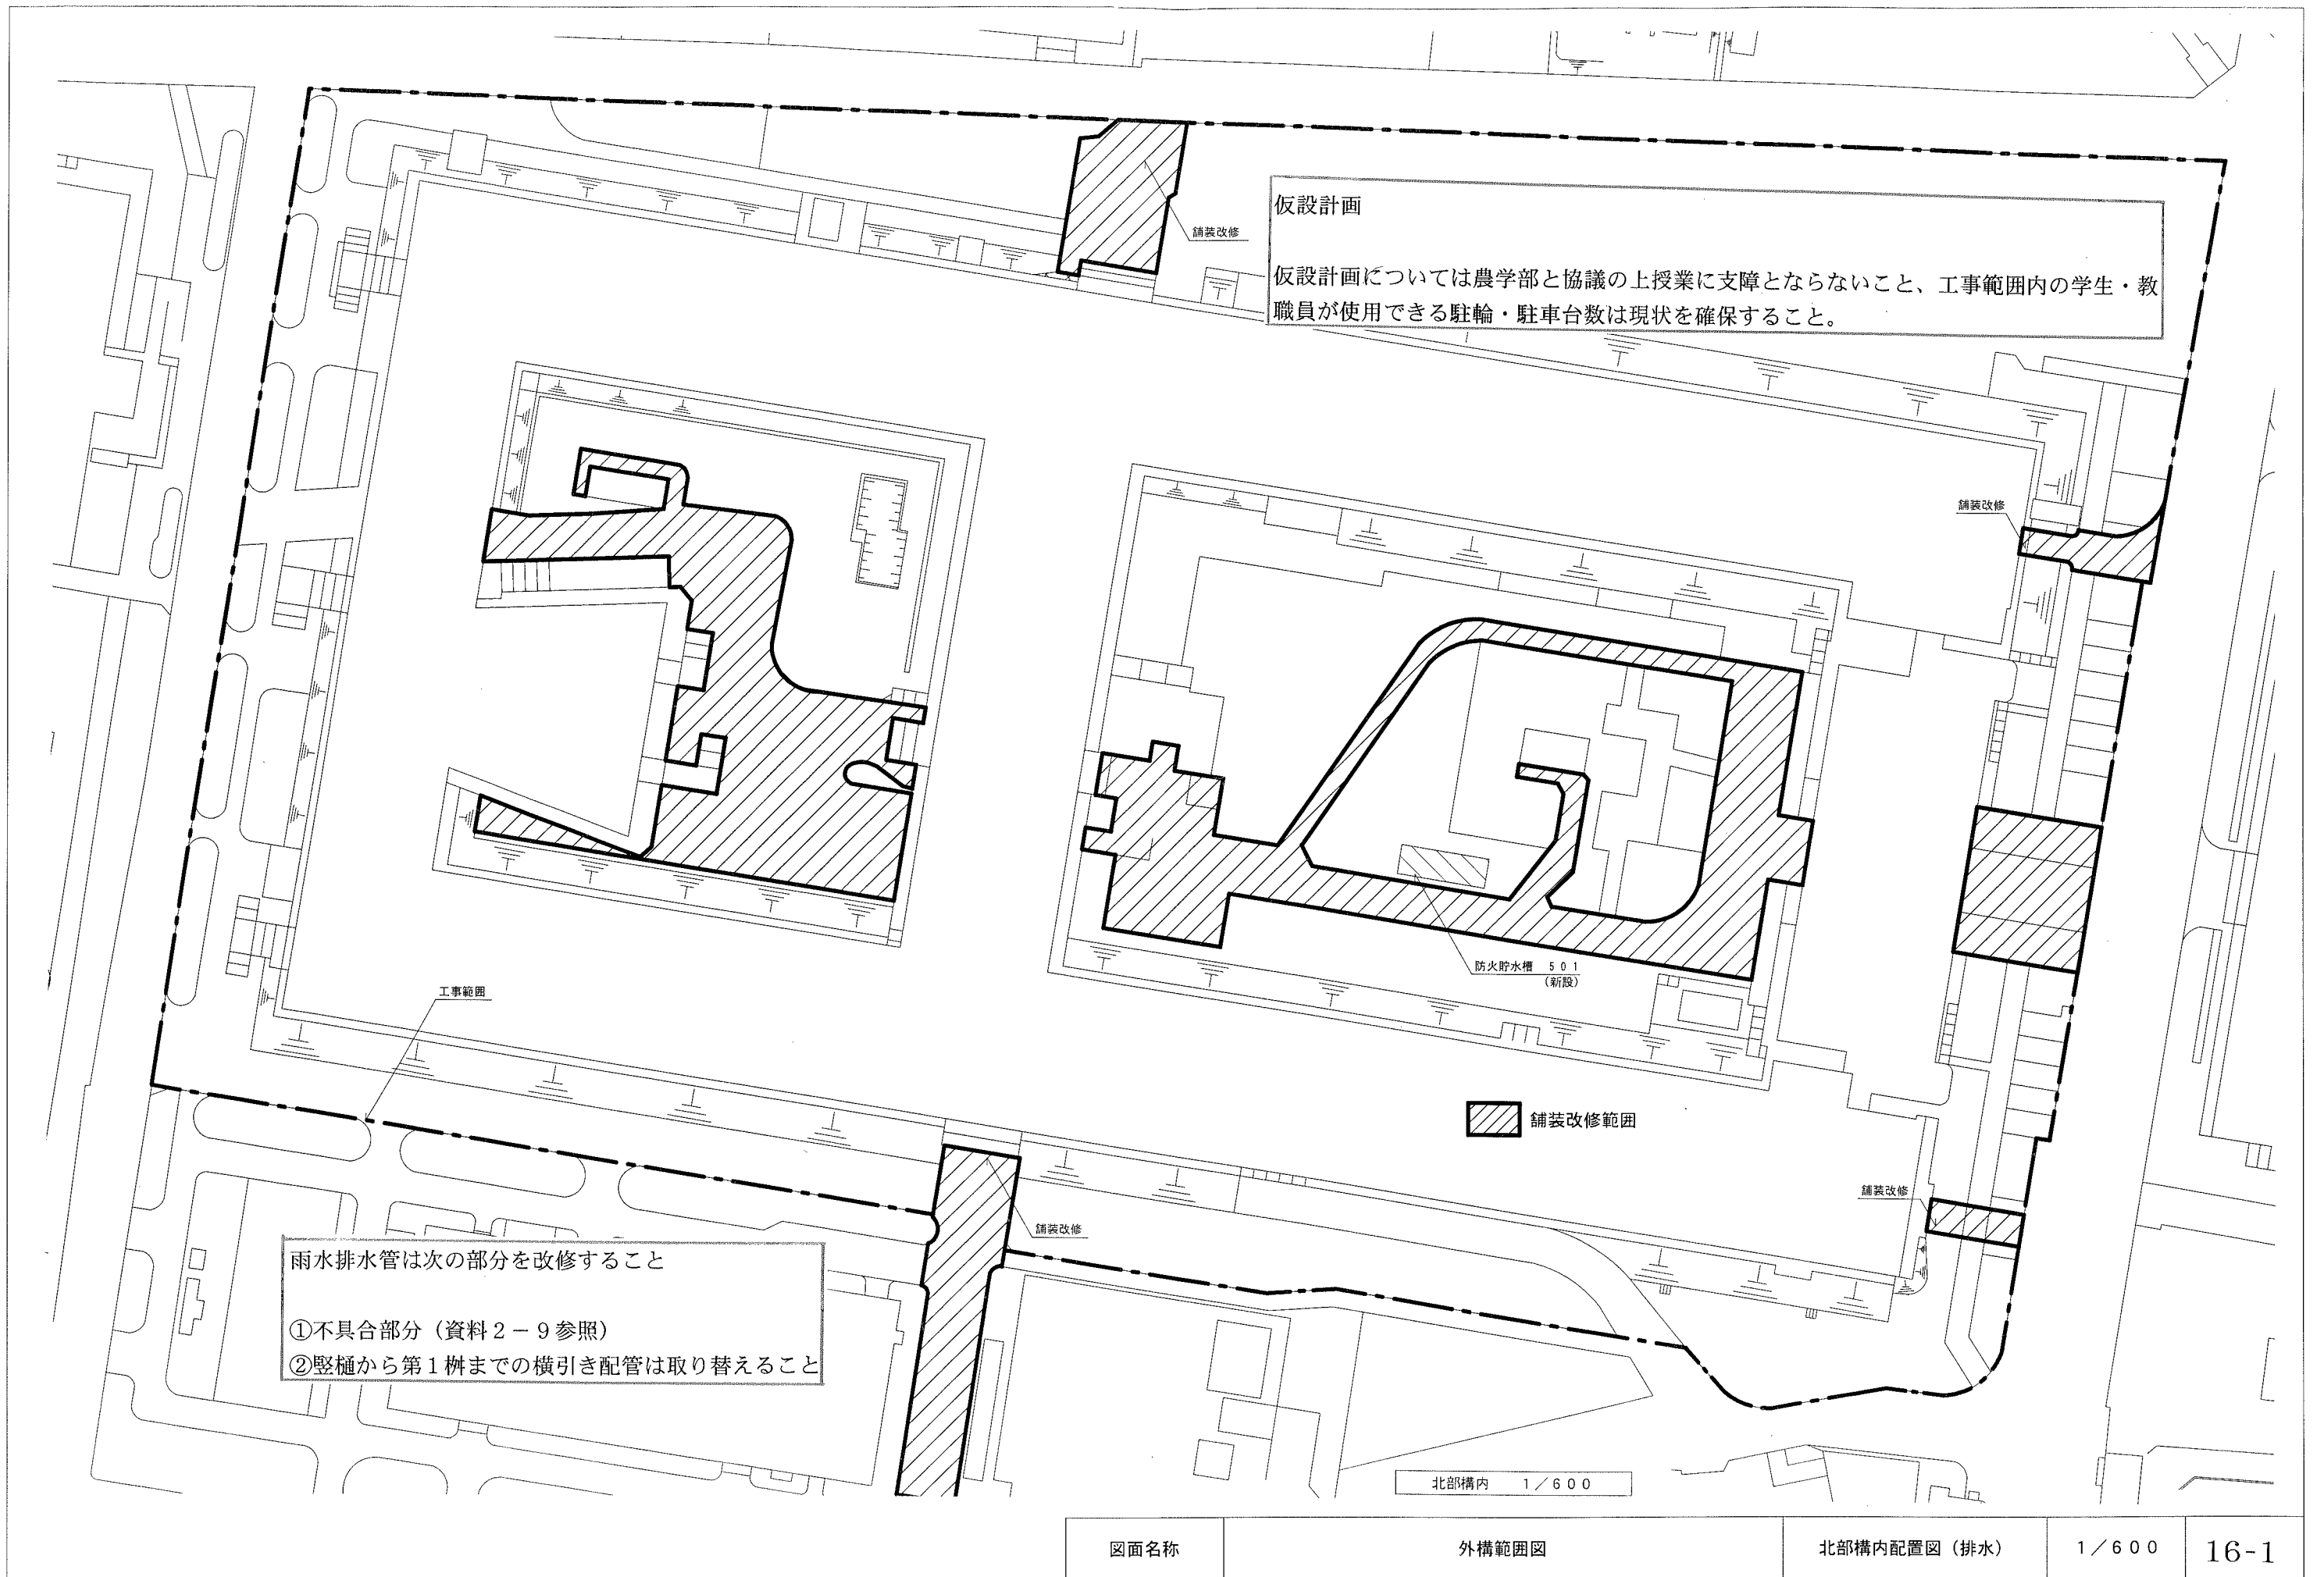 舗装改修
仮設計画
仮設計画については農学部と協議の上授業に支障とならないこと、工事範囲内の学生・教
職員が使用できる駐輪・駐車台数は現状を確保すること。
舗装改修
防火貯水槽 501
(新設)
工事範囲
舗装改修範囲
舗装改修
舗装改修
雨水排水管は次の部分を改修すること
①不具合部分（資料２－９参照）
②竪樋から第１桝までの横引き配管は取り替えること
北部構内 1／600
図面名称
外構範囲図
北部構内配置図（排水）
1／600
16-1